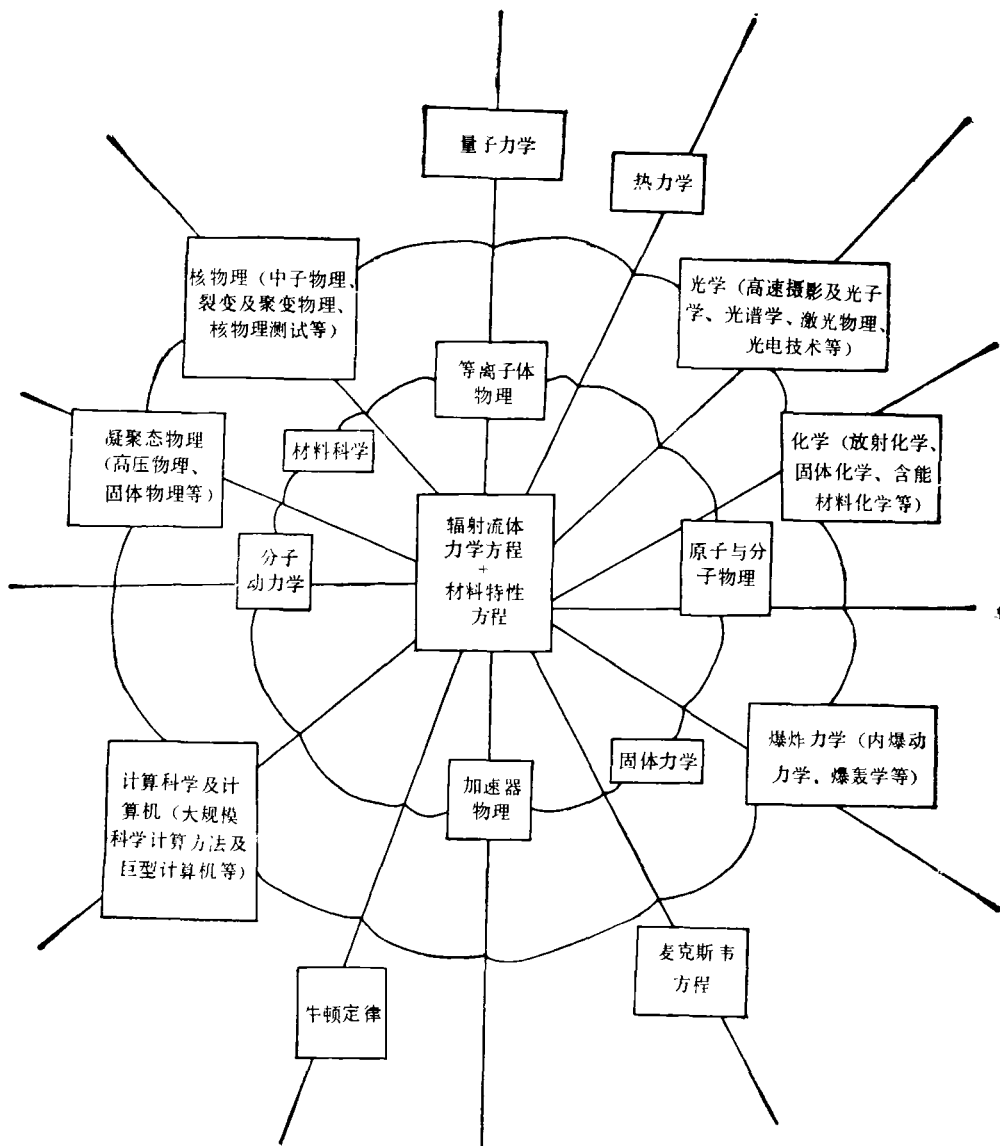 量子力学
热力学
核物理（中子物理、
裂变及聚变物理、
核物理测试等）
光学（高速摄影及光子
学、光谱学、激光物理、
光电技术等）
等离子体
物理
材料科学
凝聚态物理
（高压物理、
固体物理等）
化学（放射化学、
固体化学、含能
材料化学等）
辐射流体
力学方程
+
材料特性
方程
分子
动力学
原子与分
子物理
固体力学
爆炸力学（内爆动
力学、爆轰学等）
加速器
物理
计算科学及计
算机（大规模
科学计算方法及
巨型计算机等）
麦克斯韦
方程
牛顿定律